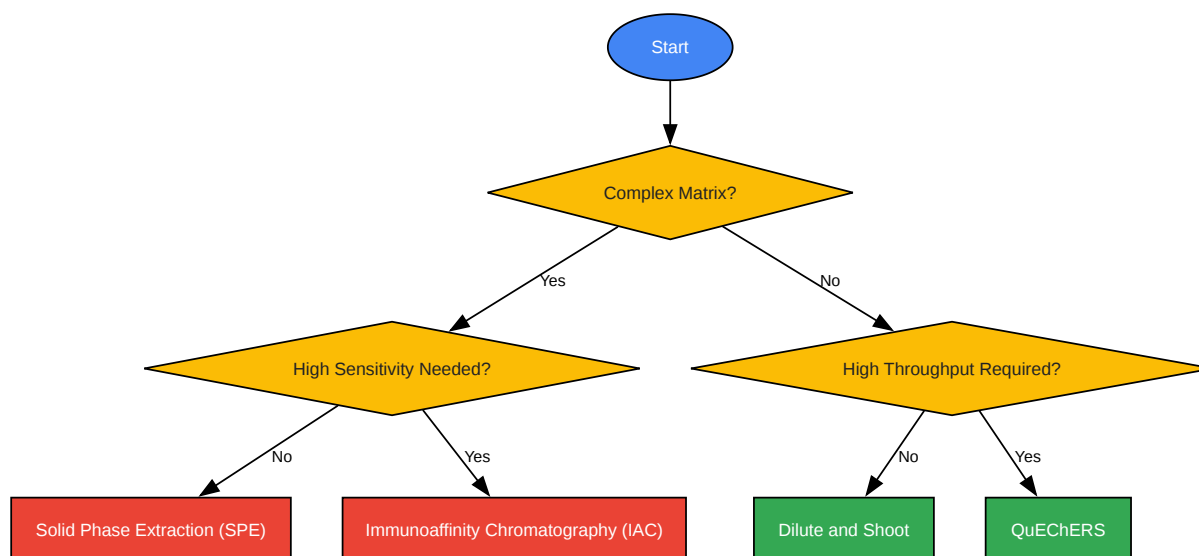 Start
Complex Matrix?
Yes
No
High Sensitivity Needed?
High Throughput Required?
No
Yes
No
Yes
Solid Phase Extraction (SPE)
Immunoaffinity Chromatography (IAC)
Dilute and Shoot
QuEChERS